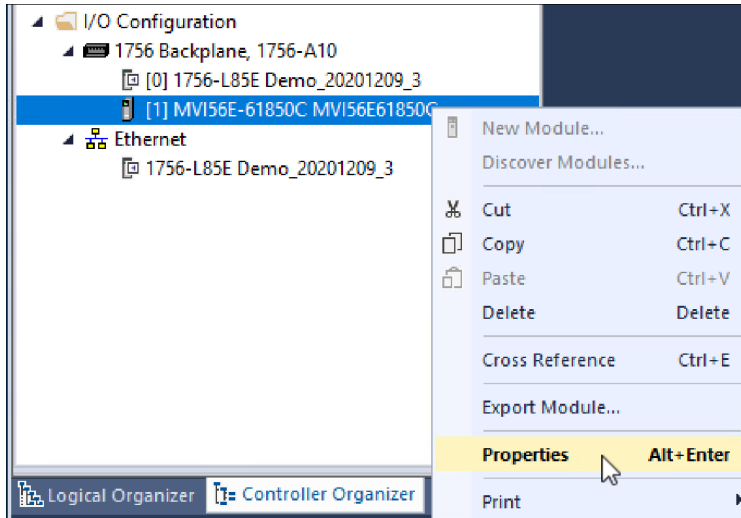 I/O Configuration
1756 Backplane, 1756-A10
[0] 1756-L85E Demo_20201209_3
[1] MVI56E-61850C MVI56E61850C
Ethernet
1756-L85E Demo_20201209_3
New Module...
Discover Modules...
Cut Ctrl+X
Copy Ctrl+C
Paste Ctrl+V
Delete Delete
Cross Reference Ctrl+E
Export Module...
Properties Alt+Enter
Print
Logical Organizer Controller Organizer